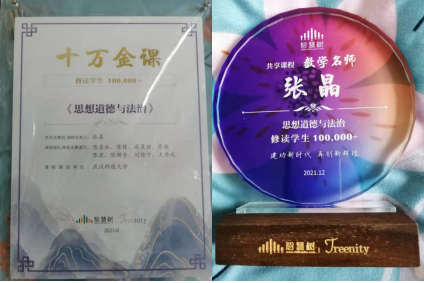 十万金课
修读学生 100,000+
《思想道德与法治》
武汉科技大学
智慧树 Treenity
2021.12
智慧树
共享课程 教学名师
张晶
思想道德与法治
修读学生100,000+
建功新时代 再创新辉煌
2021.12
智慧树 Treenity